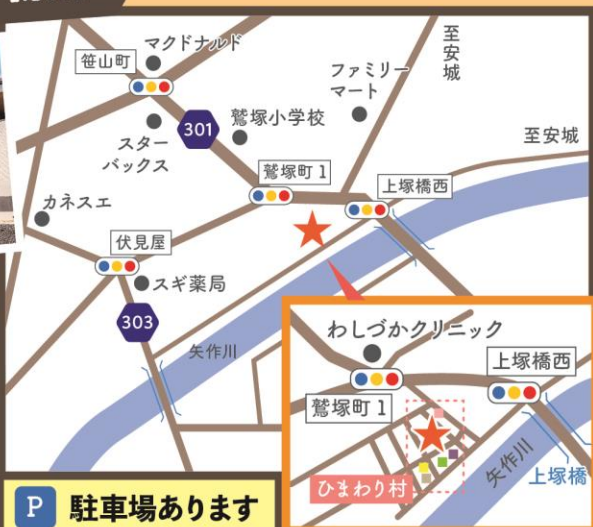 マクドナルド
笹山町
至安城
ファミリー
マート
スター
バックス
301
鷲塚小学校
至安城
鷲塚町1
上塚橋西
カネスエ
伏見屋
スギ薬局
303
矢作川
わしづかクリニック
上塚橋西
鷲塚町1
ひまわり村
矢作川
上塚橋
P 駐車場あります